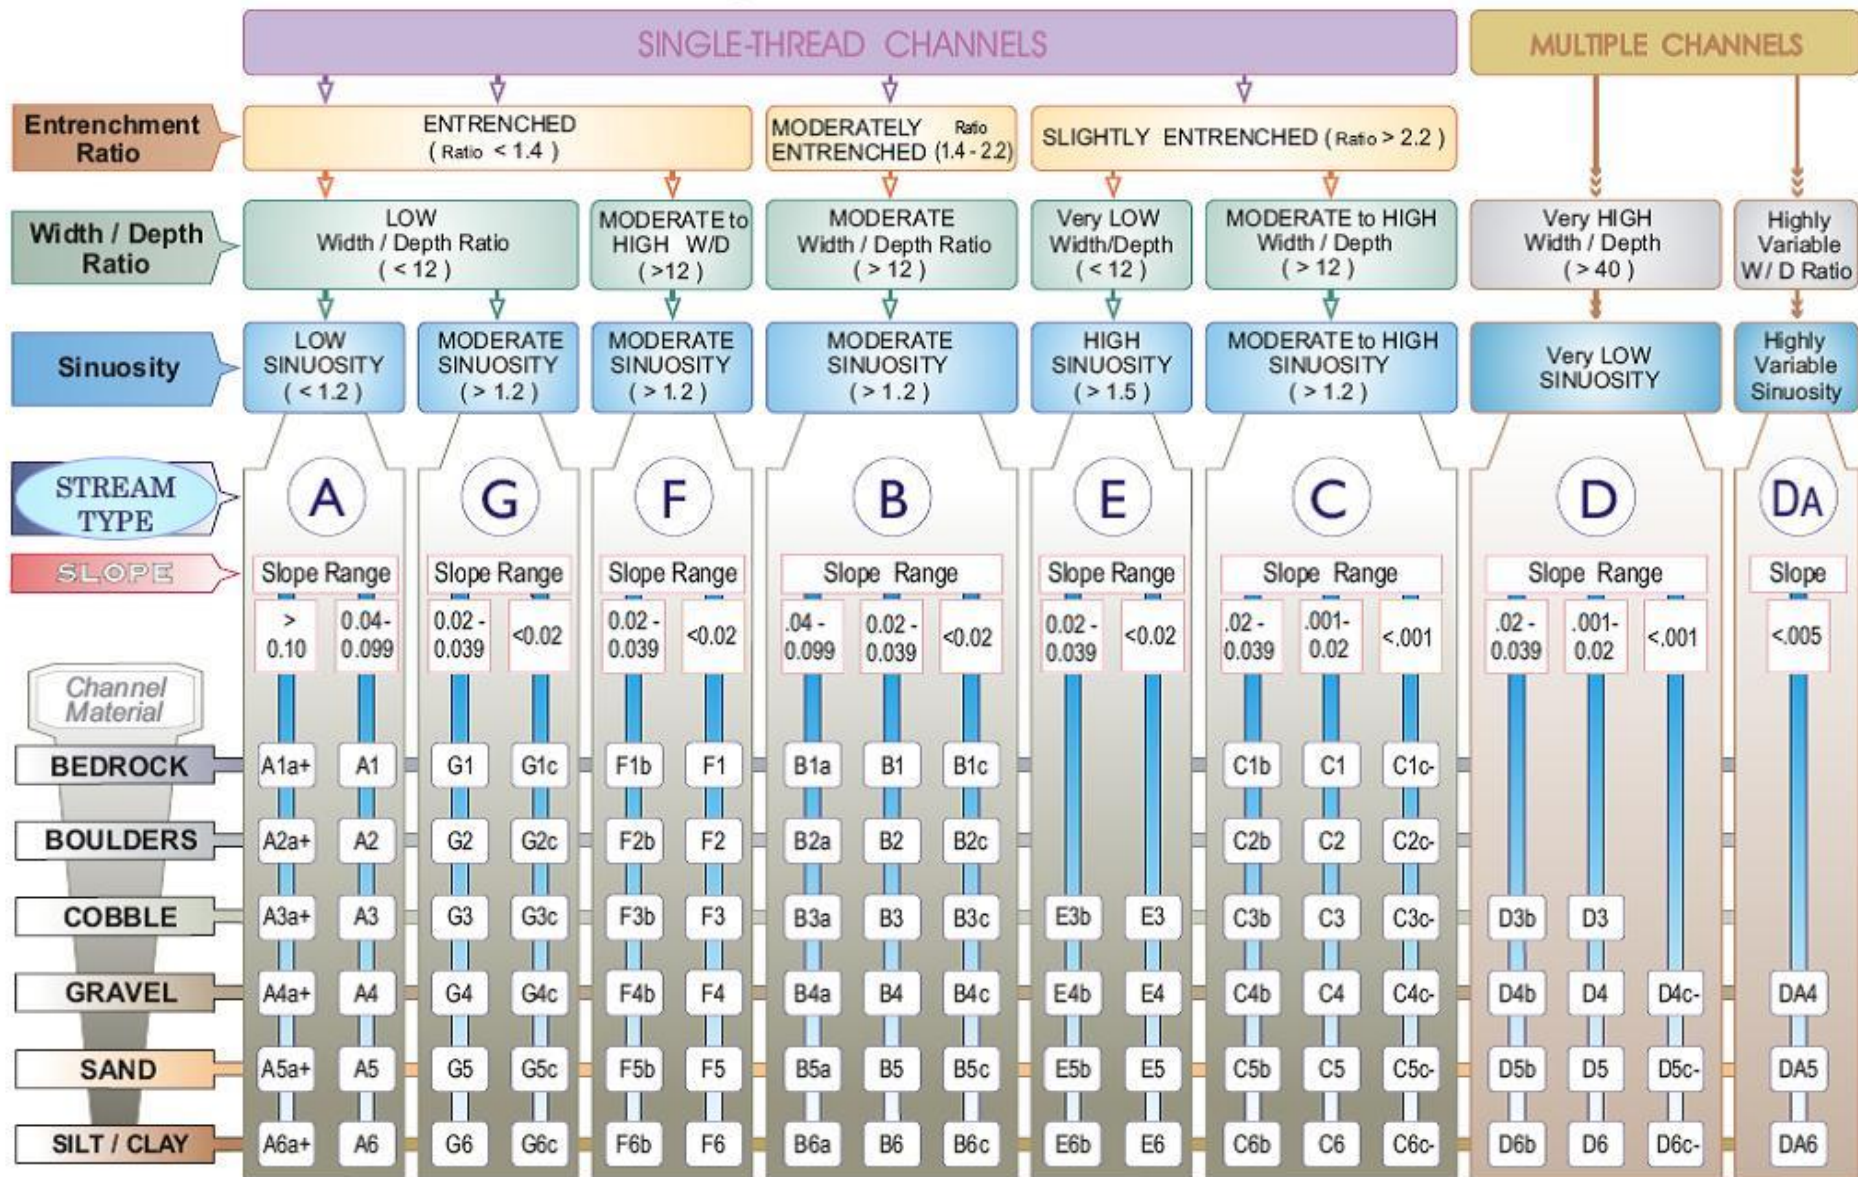 SINGLE-THREAD CHANNELS
MULTIPLE CHANNELS
Entrenchment
Ratio
ENTRENCHED
( Ratio < 1.4 )
MODERATELY Ratio
ENTRENCHED (1.4 - 2.2)
SLIGHTLY ENTRENCHED ( Ratio > 2.2 )
Width / Depth
Ratio
LOW
Width / Depth Ratio
( < 12 )
MODERATE to
HIGH W/D
( >12 )
MODERATE
Width / Depth Ratio
( > 12 )
Very LOW
Width/Depth
( < 12 )
MODERATE to HIGH
Width / Depth
( > 12 )
Very HIGH
Width / Depth
( > 40 )
Highly
Variable
W / D Ratio
Sinuosity
LOW
SINUOSITY
( < 1.2 )
MODERATE
SINUOSITY
( > 1.2 )
MODERATE
SINUOSITY
( > 1.2 )
MODERATE
SINUOSITY
( > 1.2 )
HIGH
SINUOSITY
( > 1.5 )
MODERATE to HIGH
SINUOSITY
( > 1.2 )
Very LOW
SINUOSITY
Highly
Variable
Sinuosity
STREAM
TYPE
A G F B E C D DA
SLOPE
Slope Range Slope Range Slope Range Slope Range Slope Range Slope Range Slope Range Slope
>
0.10
0.04-
0.099
0.02 -
0.039
<0.02
0.02 -
0.039
<0.02
.04 -
0.099
0.02 -
0.039
<0.02
0.02 -
0.039
<0.02
.02 -
0.039
.001-
0.02
<.001
.02 -
0.039
.001-
0.02
<.001
<.005
Channel
Material
BEDROCK A1a+ A1 G1 G1c F1b F1 B1a B1 B1c C1b C1 C1c-
BOULDERS A2a+ A2 G2 G2c F2b F2 B2a B2 B2c C2b C2 C2c-
COBBLE A3a+ A3 G3 G3c F3b F3 B3a B3 B3c E3b E3 C3b C3 C3c- D3b D3
GRAVEL A4a+ A4 G4 G4c F4b F4 B4a B4 B4c E4b E4 C4b C4 C4c- D4b D4 D4c- DA4
SAND A5a+ A5 G5 G5c F5b F5 B5a B5 B5c E5b E5 C5b C5 C5c- D5b D5 D5c- DA5
SILT / CLAY A6a+ A6 G6 G6c F6b F6 B6a B6 B6c E6b E6 C6b C6 C6c- D6b D6 D6c- DA6